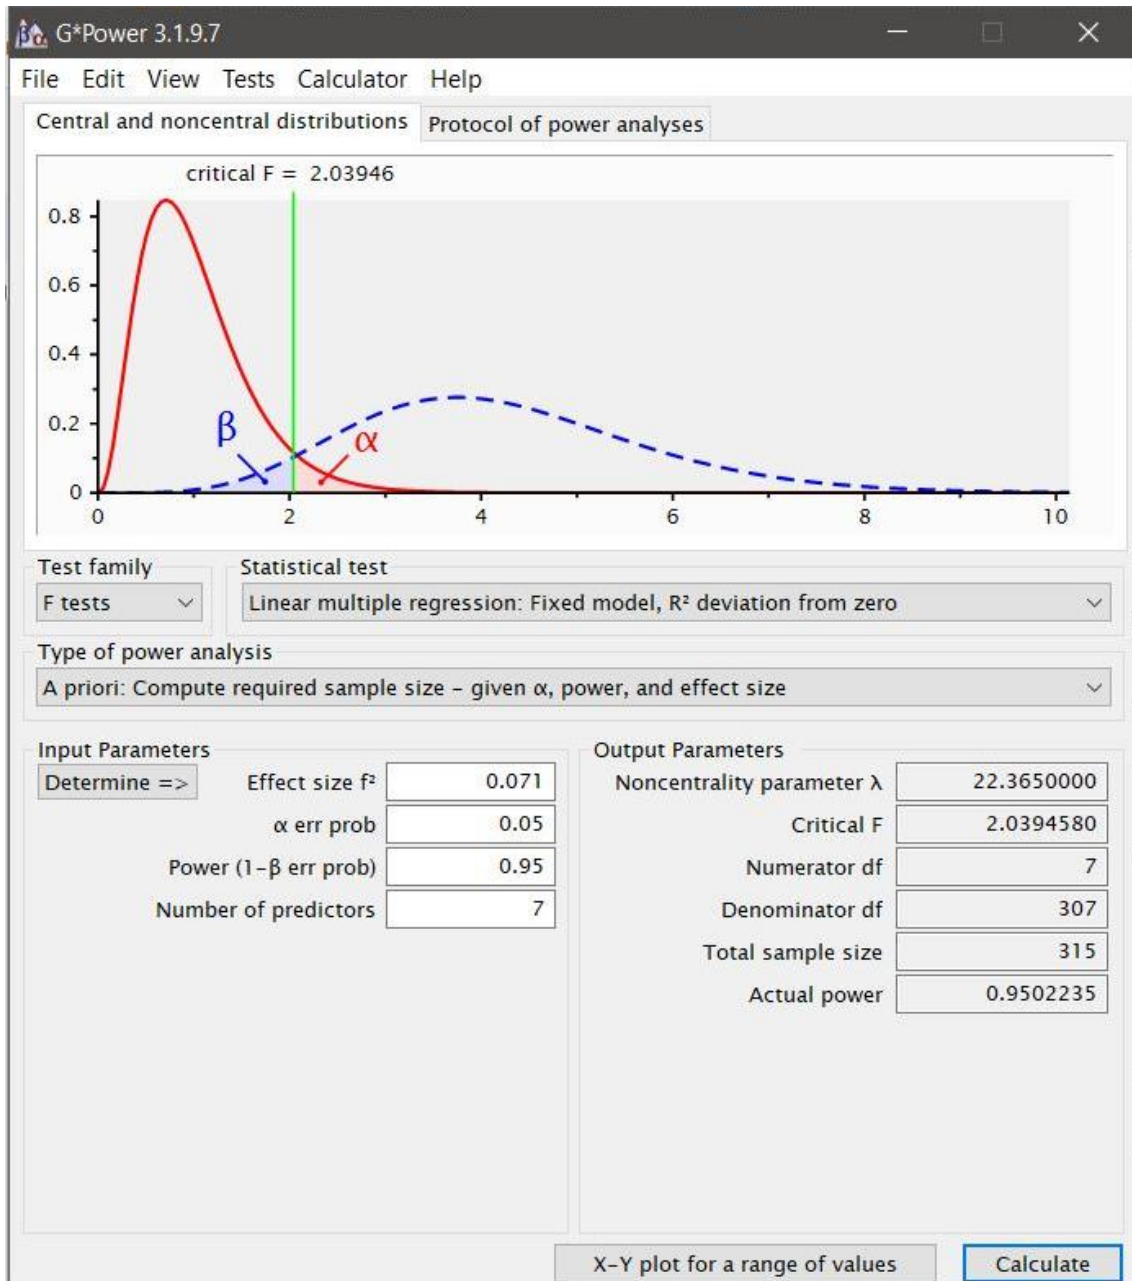 G*Power 3.1.9.7
File Edit View Tests Calculator Help
Central and noncentral distributions Protocol of power analyses
critical F = 2.03946
0.8
0.6
0.4
0.2
0
β
α
0 2 4 6 8 10
Test family Statistical test
F tests Linear multiple regression: Fixed model, R² deviation from zero
Type of power analysis
A priori: Compute required sample size – given α, power, and effect size
Input Parameters Output Parameters
Determine => Effect size f² 0.071 Noncentrality parameter λ 22.3650000
α err prob 0.05 Critical F 2.0394580
Power (1-β err prob) 0.95 Numerator df 7
Number of predictors 7 Denominator df 307
Total sample size 315
Actual power 0.9502235
X-Y plot for a range of values Calculate